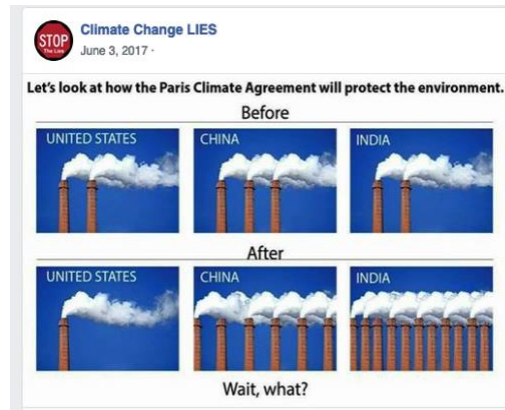 STOP
The Lies
Climate Change LIES
June 3, 2017 ·
Let's look at how the Paris Climate Agreement will protect the environment.
Before
UNITED STATES
CHINA
INDIA
After
UNITED STATES
CHINA
INDIA
Wait, what?